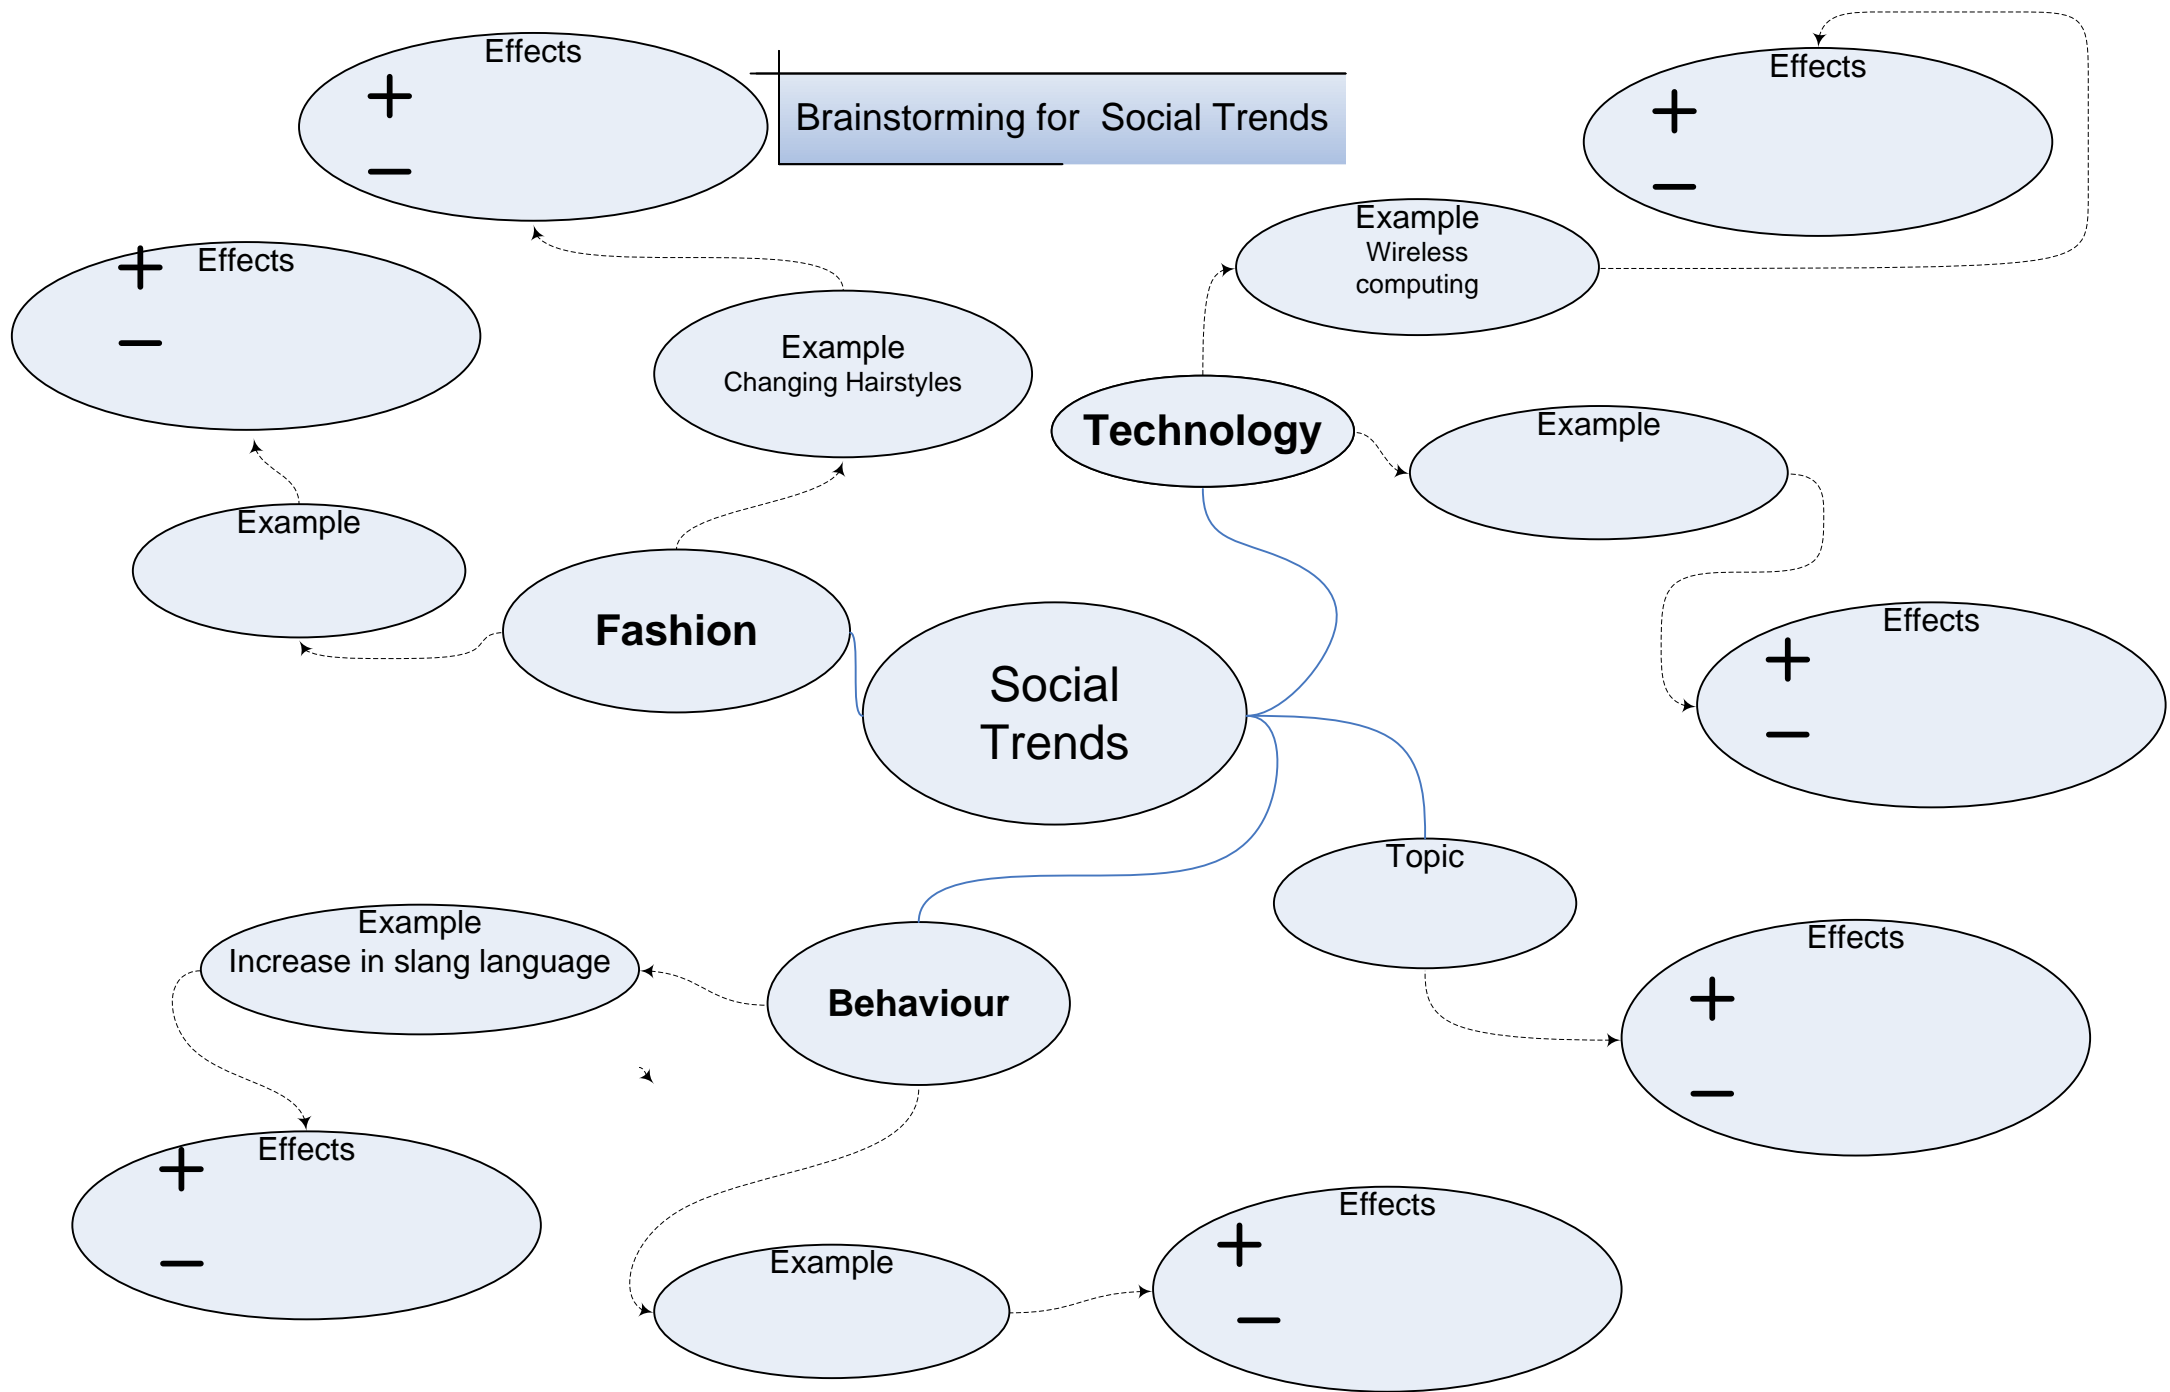 Effects
+
−
Brainstorming for Social Trends
Effects
+
−
Example
Wireless
computing
Effects
+
−
Example
Changing Hairstyles
Technology
Example
Example
Fashion
Social
Trends
Effects
+
−
Topic
Example
Increase in slang language
Behaviour
Effects
+
−
Effects
+
−
Example
Effects
+
−